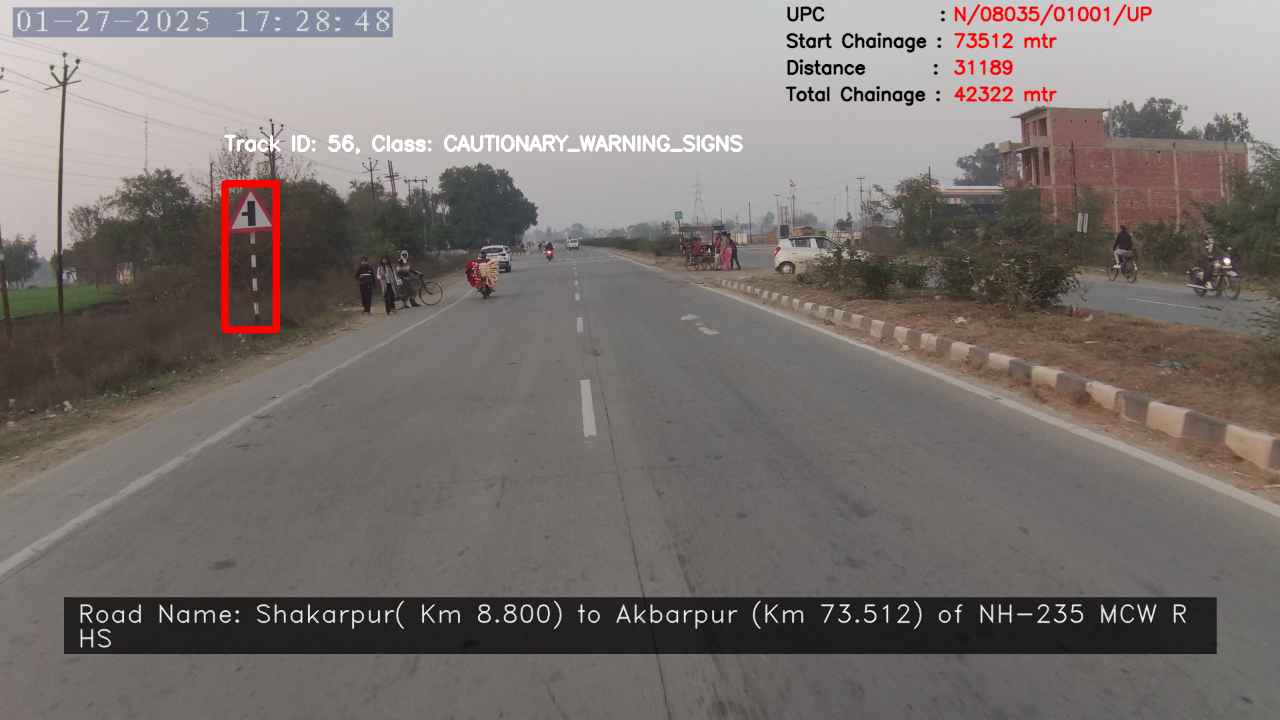 01-27-2025 17:28:48
UPC : N/08035/01001/UP
Start Chainage : 73512 mtr
Distance : 31189
Total Chainage : 42322 mtr
Track ID: 56, Class: CAUTIONARY_WARNING_SIGNS
Road Name: Shakarpur( Km 8.800) to Akbarpur (Km 73.512) of NH-235 MCW R
HS